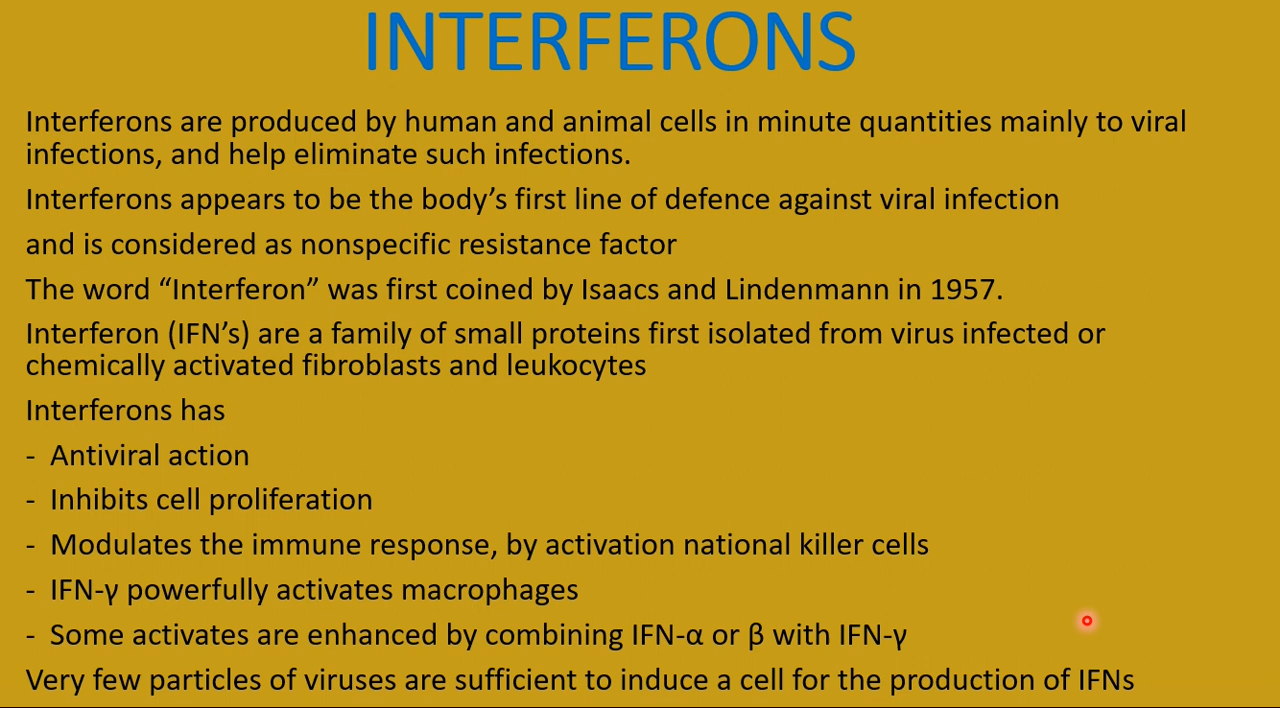 INTERFERONS
Interferons are produced by human and animal cells in minute quantities mainly to viral
infections, and help eliminate such infections.
Interferons appears to be the body’s first line of defence against viral infection
and is considered as nonspecific resistance factor
The word “Interferon” was first coined by Isaacs and Lindenmann in 1957.
Interferon (IFN’s) are a family of small proteins first isolated from virus infected or
chemically activated fibroblasts and leukocytes
Interferons has
- Antiviral action
- Inhibits cell proliferation
- Modulates the immune response, by activation national killer cells
- IFN-γ powerfully activates macrophages
- Some activates are enhanced by combining IFN-α or β with IFN-γ
Very few particles of viruses are sufficient to induce a cell for the production of IFNs